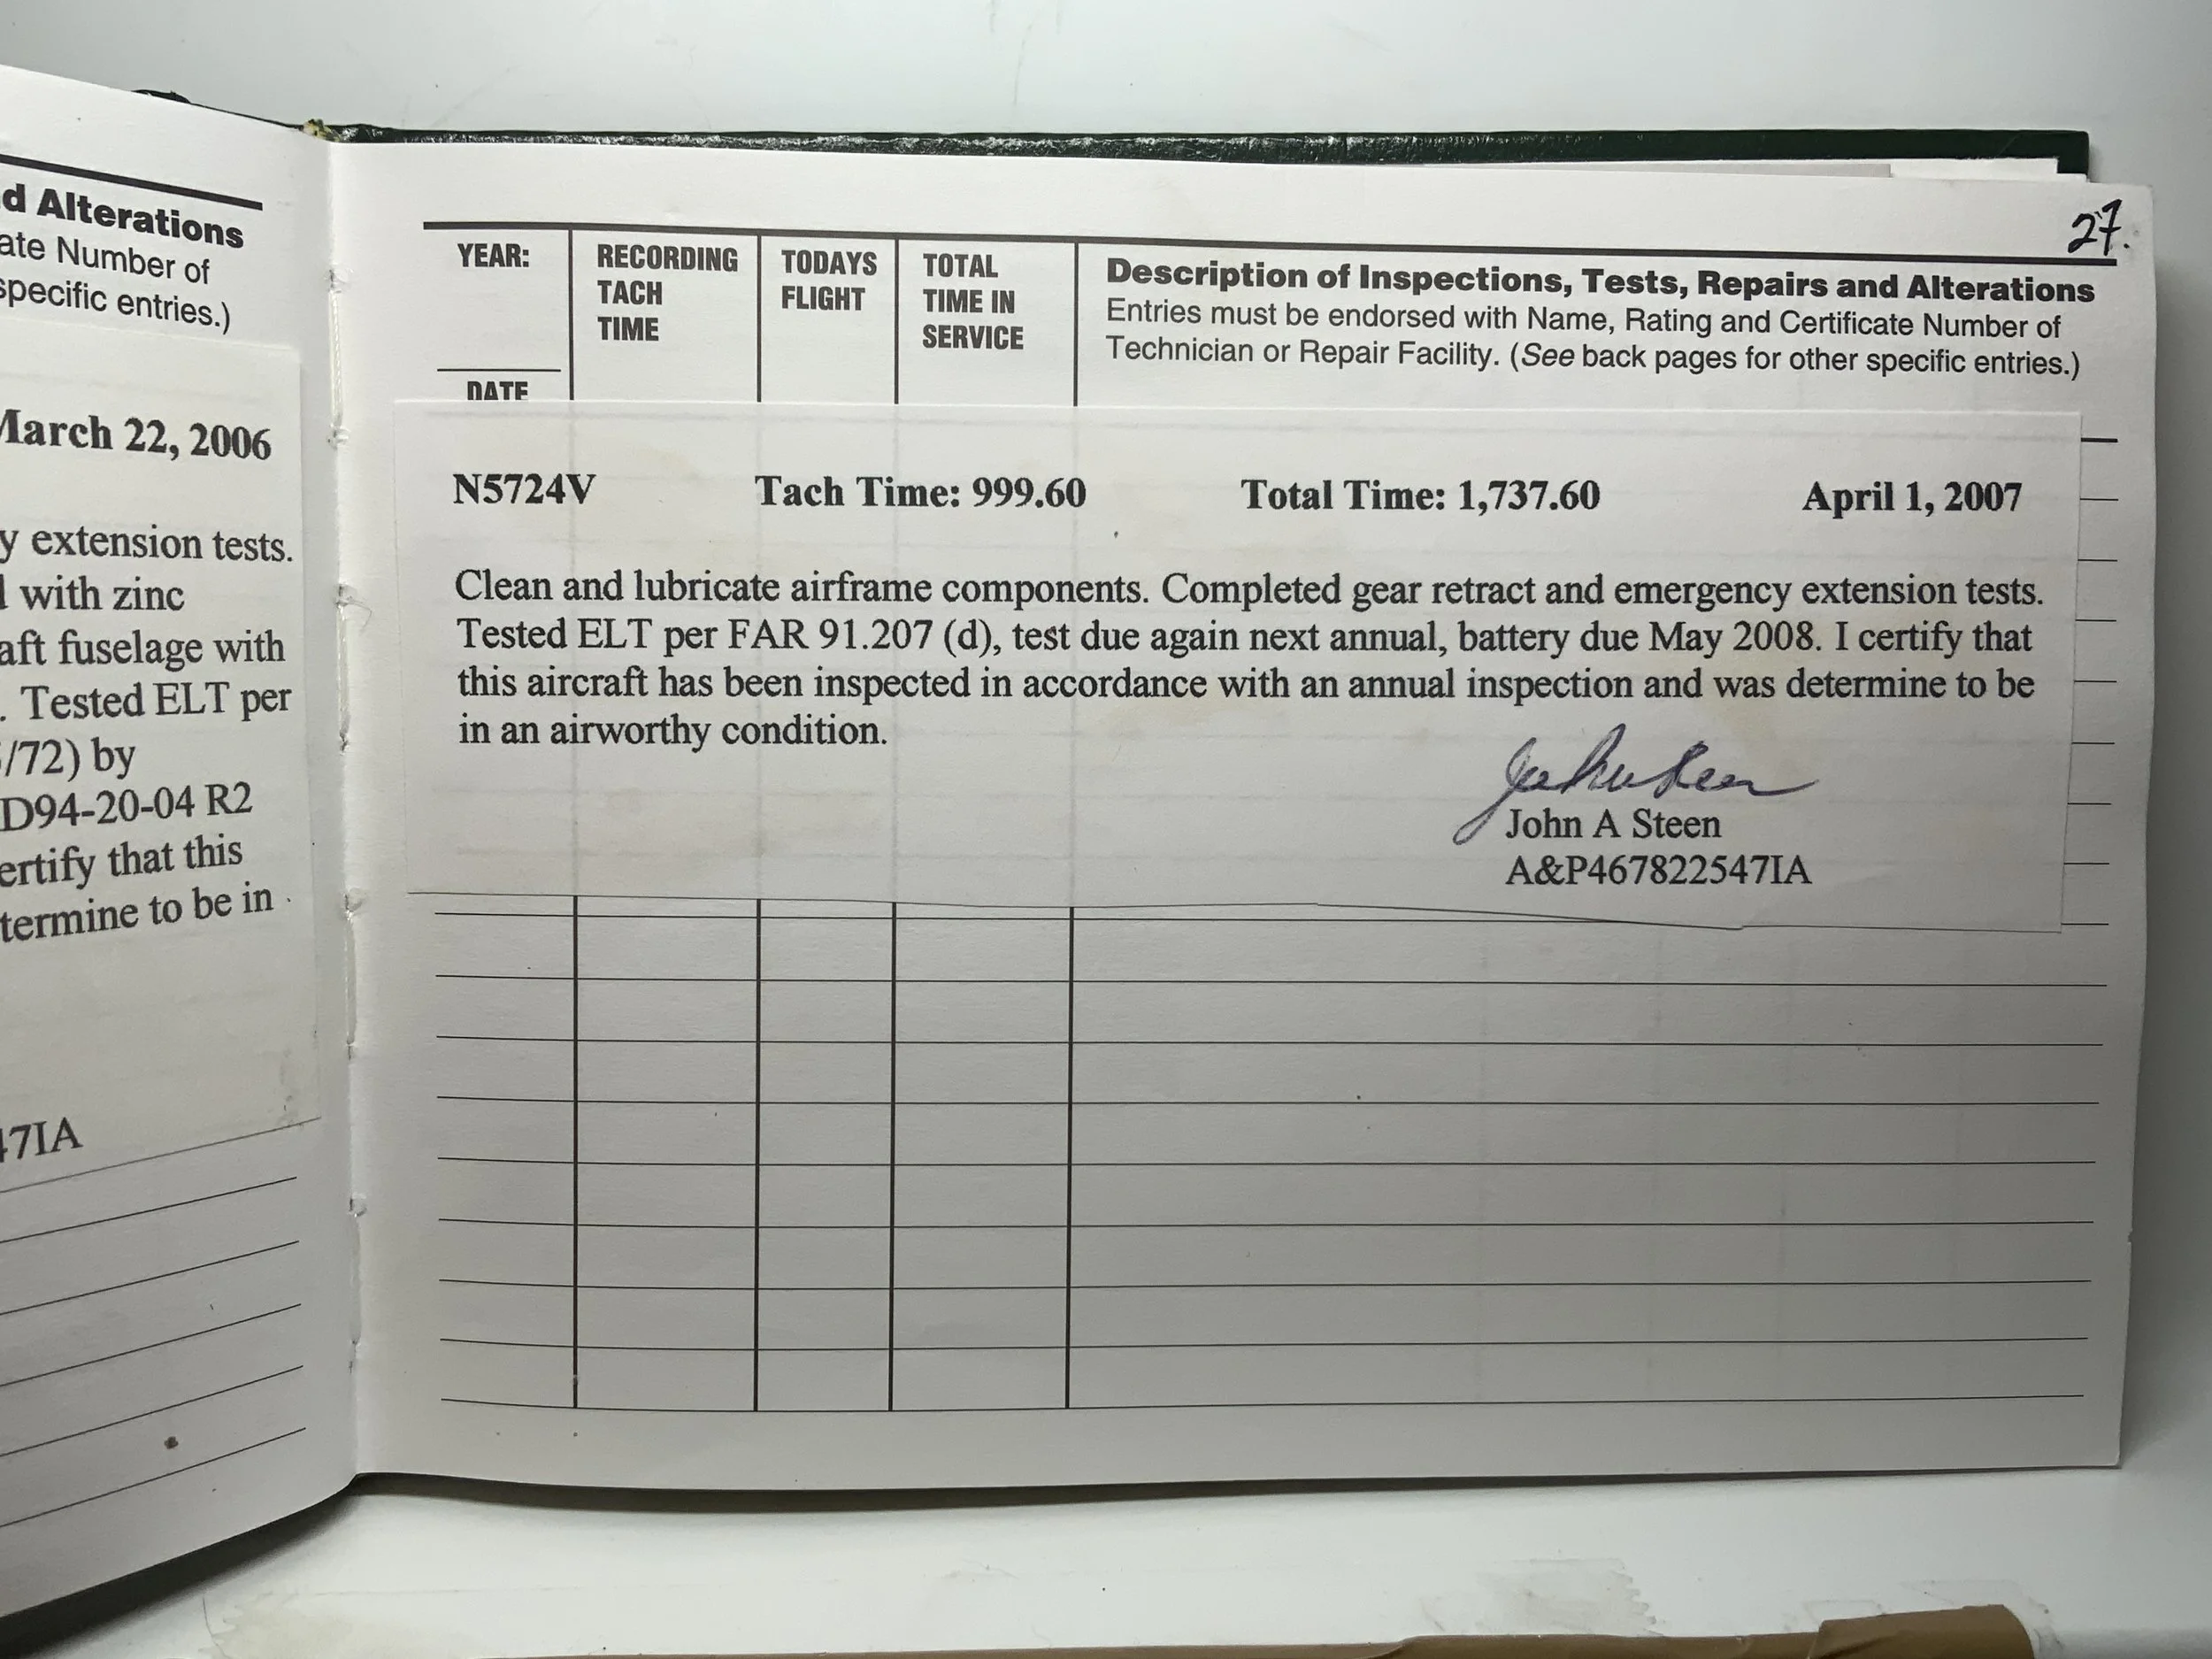 d Alterations
ate Number of
specific entries.)
March 22, 2006
y extension tests.
with zinc
aft fuselage with
. Tested ELT per
/72) by
D94-20-04 R2
ertify that this
termine to be in
47IA
27.
YEAR:
DATE
RECORDING
TACH
TIME
TODAYS
FLIGHT
TOTAL
TIME IN
SERVICE
Description of Inspections, Tests, Repairs and Alterations
Entries must be endorsed with Name, Rating and Certificate Number of
Technician or Repair Facility. (See back pages for other specific entries.)
N5724V Tach Time: 999.60 Total Time: 1,737.60 April 1, 2007
Clean and lubricate airframe components. Completed gear retract and emergency extension tests.
Tested ELT per FAR 91.207 (d), test due again next annual, battery due May 2008. I certify that
this aircraft has been inspected in accordance with an annual inspection and was determine to be
in an airworthy condition.
John A Steen
A&P467822547IA